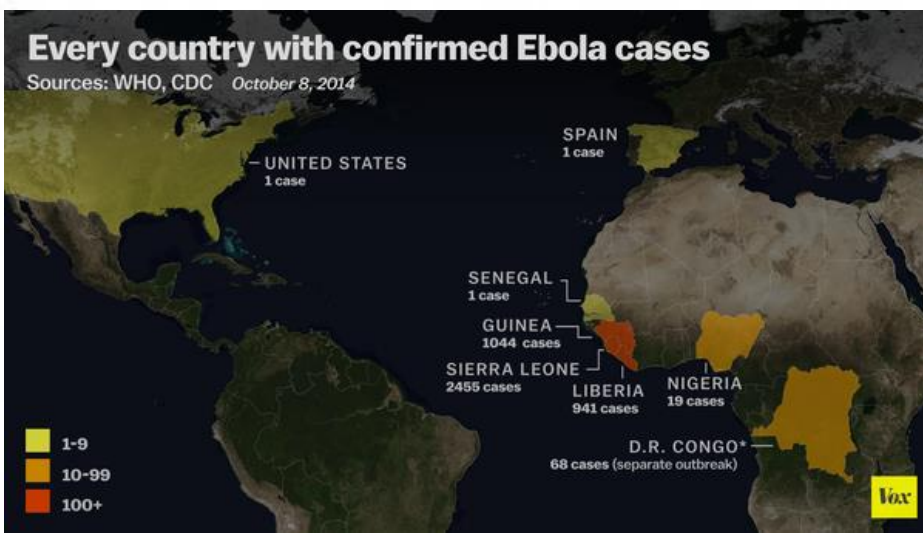 Every country with confirmed Ebola cases
Sources: WHO, CDC October 8, 2014
UNITED STATES
1 case
SPAIN
1 case
SENEGAL
1 case
GUINEA
1044 cases
SIERRA LEONE
2455 cases
LIBERIA
941 cases
NIGERIA
19 cases
D.R. CONGO*
68 cases (separate outbreak)
1-9
10-99
100+
Vox